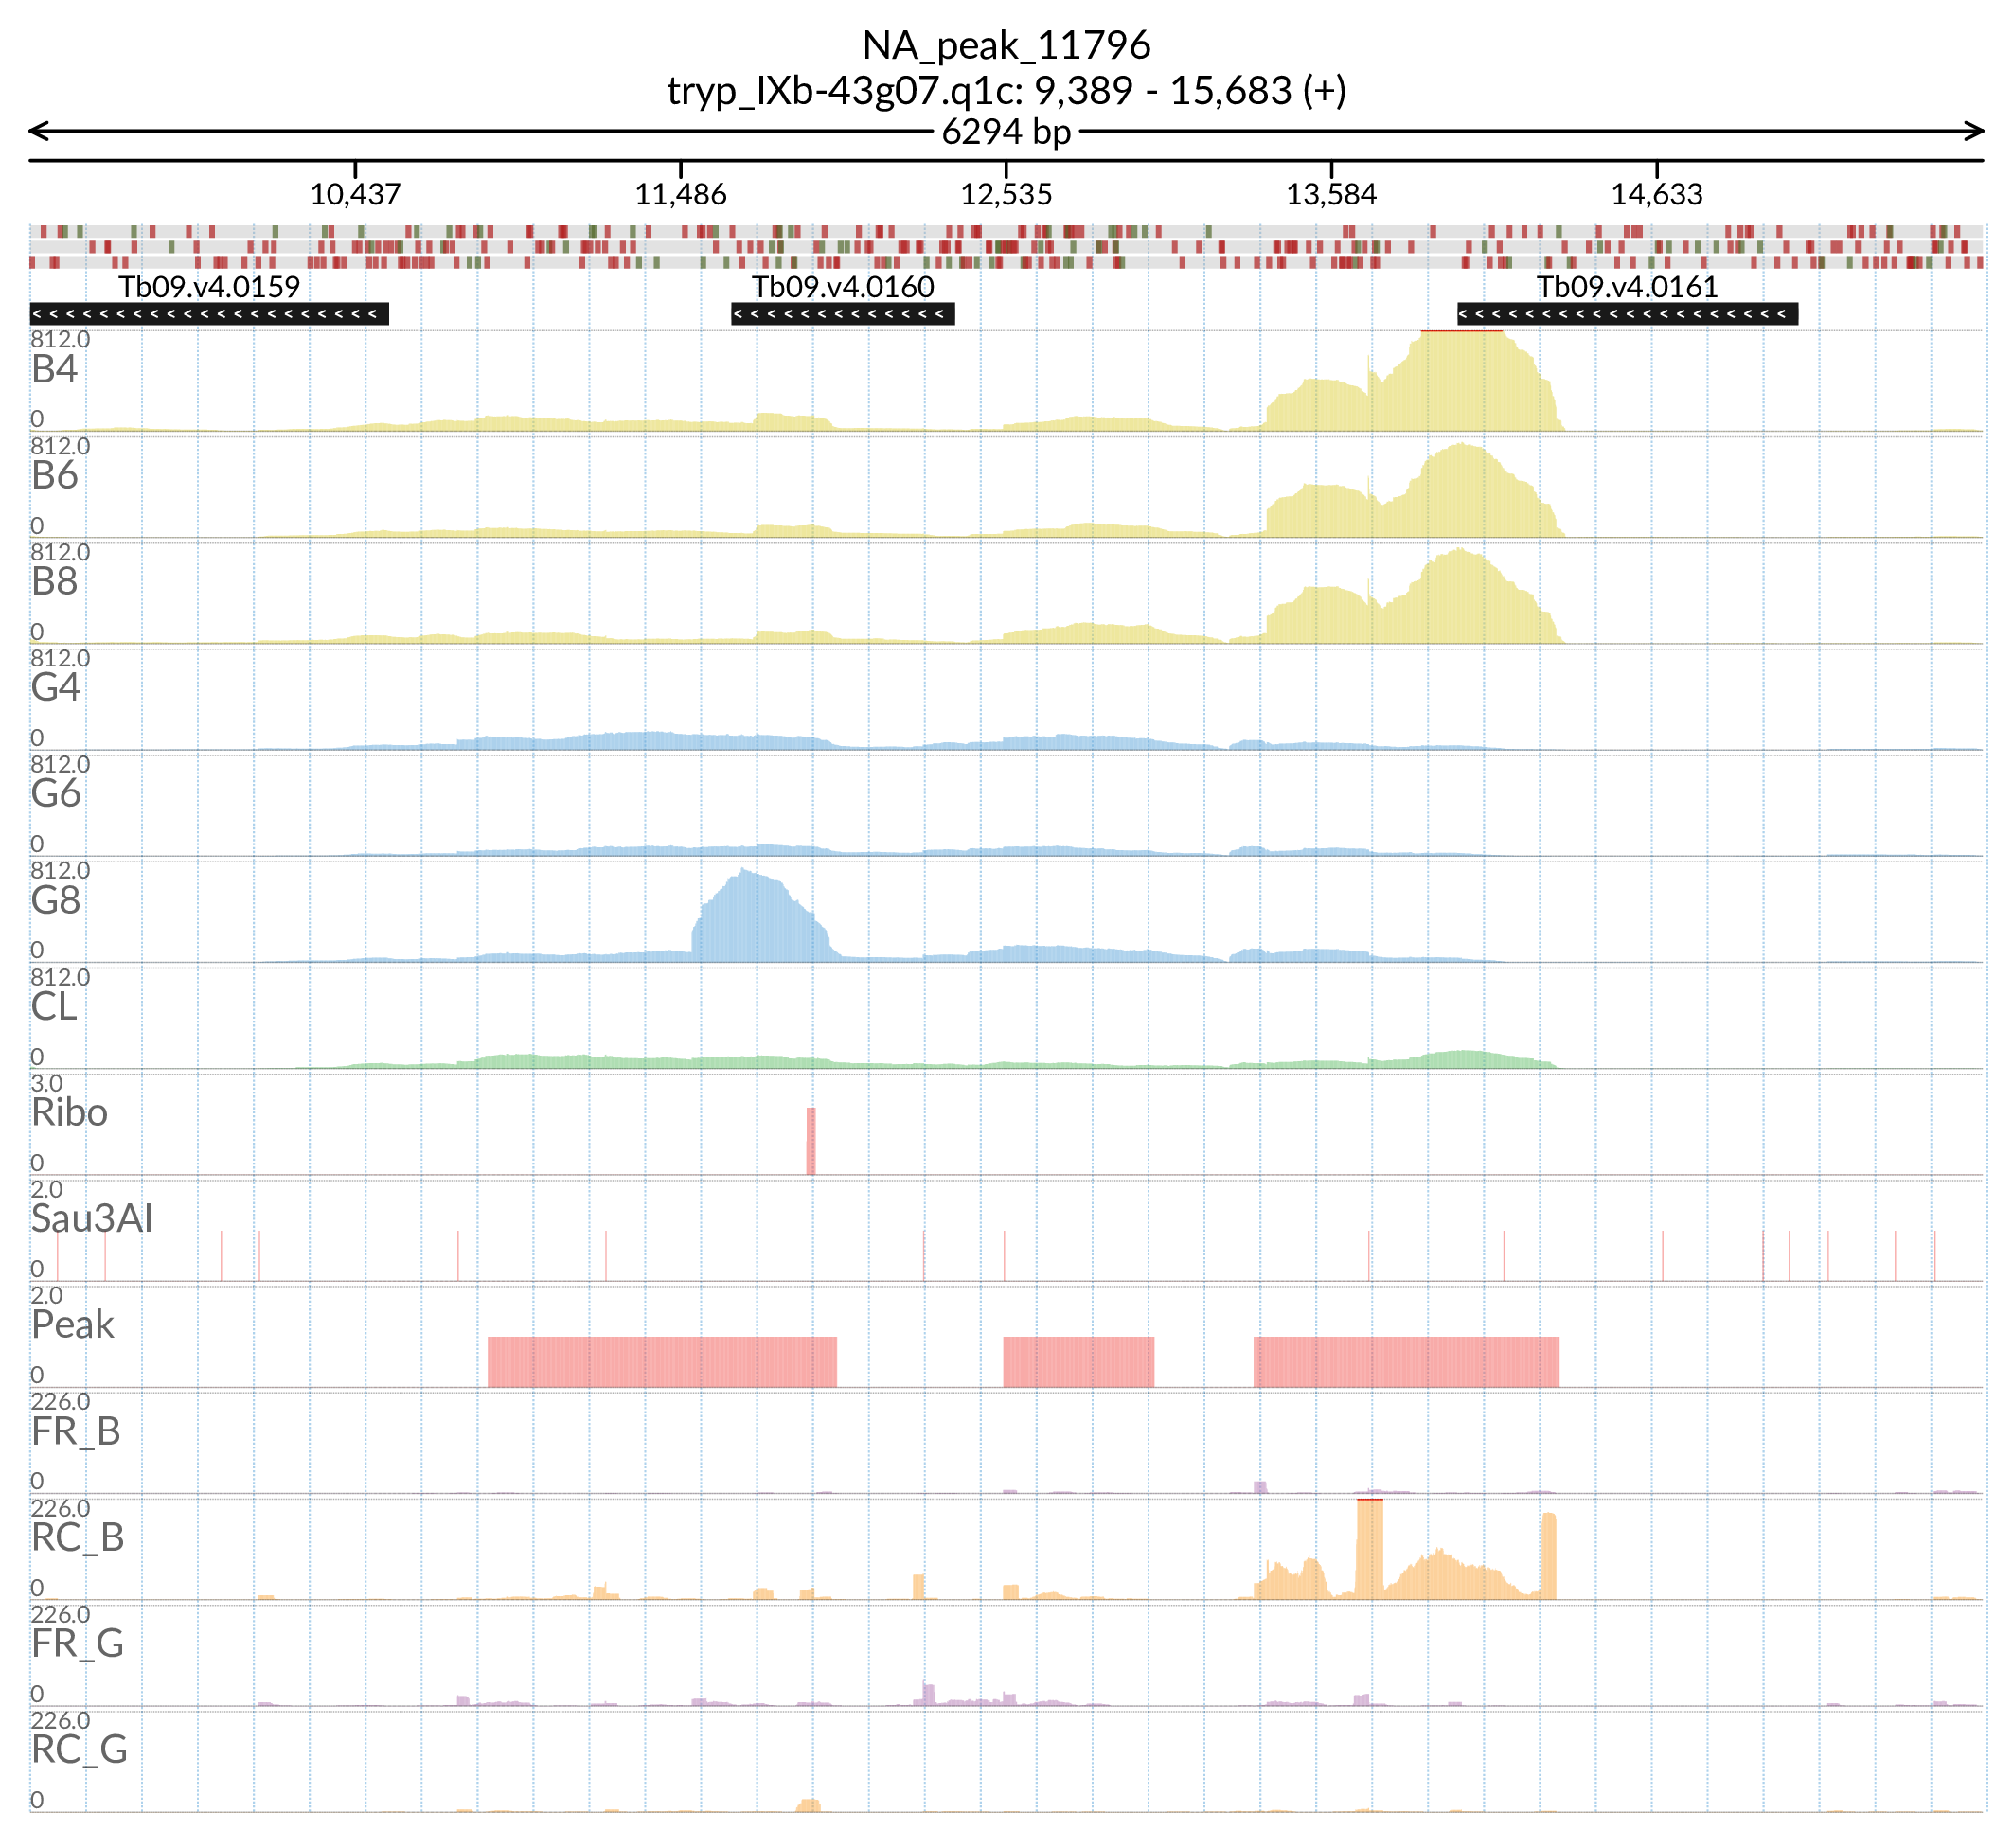 NA_peak_11796
tryp_IXb-43g07.q1c: 9,389 - 15,683 (+)
6294 bp
10,437 11,486 12,535 13,584 14,633
Tb09.v4.0159 Tb09.v4.0160 Tb09.v4.0161
812.0
B4
0
812.0
B6
0
812.0
B8
0
812.0
G4
0
812.0
G6
0
812.0
G8
0
812.0
CL
0
3.0
Ribo
0
2.0
Sau3AI
0
2.0
Peak
0
226.0
FR_B
0
226.0
RC_B
0
226.0
FR_G
0
226.0
RC_G
0